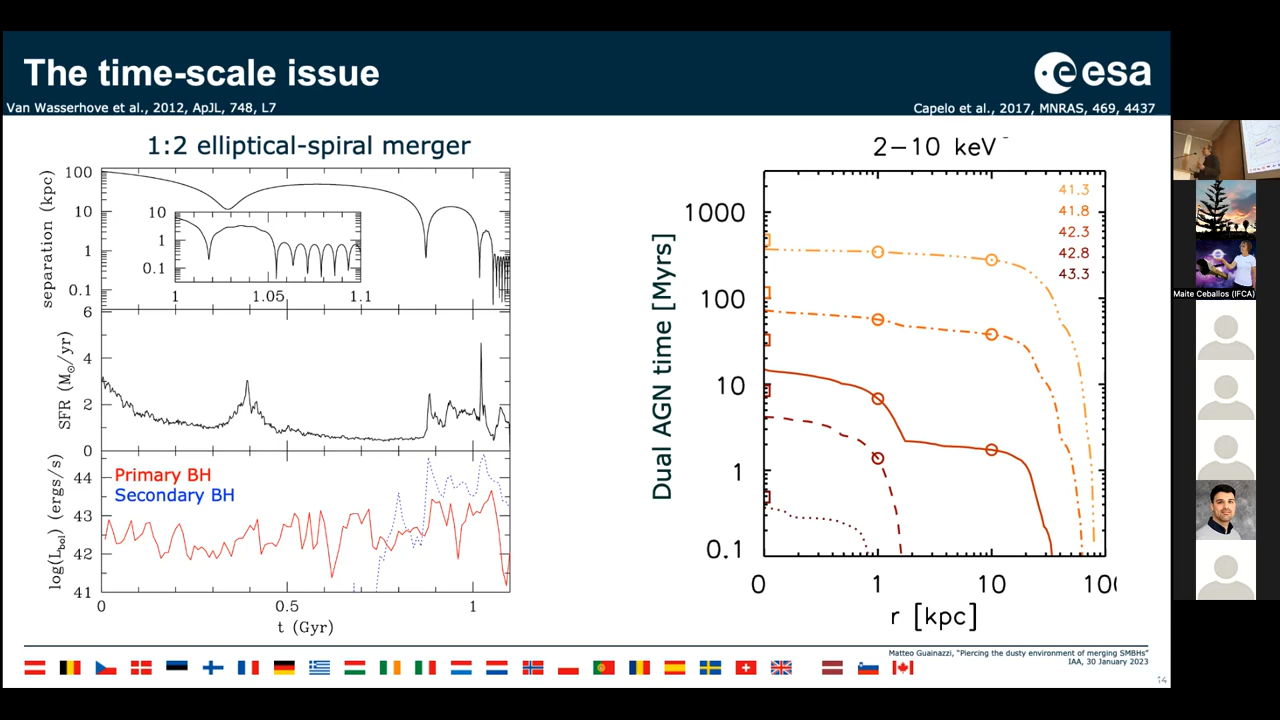 The time-scale issue
esa
Van Wasserhove et al., 2012, ApJL, 748, L7
Capelo et al., 2017, MNRAS, 469, 4437
1:2 elliptical-spiral merger
separation (kpc)
100
10
1
0.1
10
1
0.1
1
1.05
1.1
SFR (M⊙/yr)
6
4
2
0
Primary BH
Secondary BH
log(L_bol) (ergs/s)
44
43
42
41
0
0.5
1
t (Gyr)
2-10 keV
41.3
41.8
42.3
42.8
43.3
Dual AGN time [Myrs]
1000
100
10
1
0.1
0
1
10
r [kpc]
Maite Ceballos (IFCA)
Matteo Guainazzi, "Piercing the dusty environment of merging SMBHs"
IAA, 30 January 2023
14